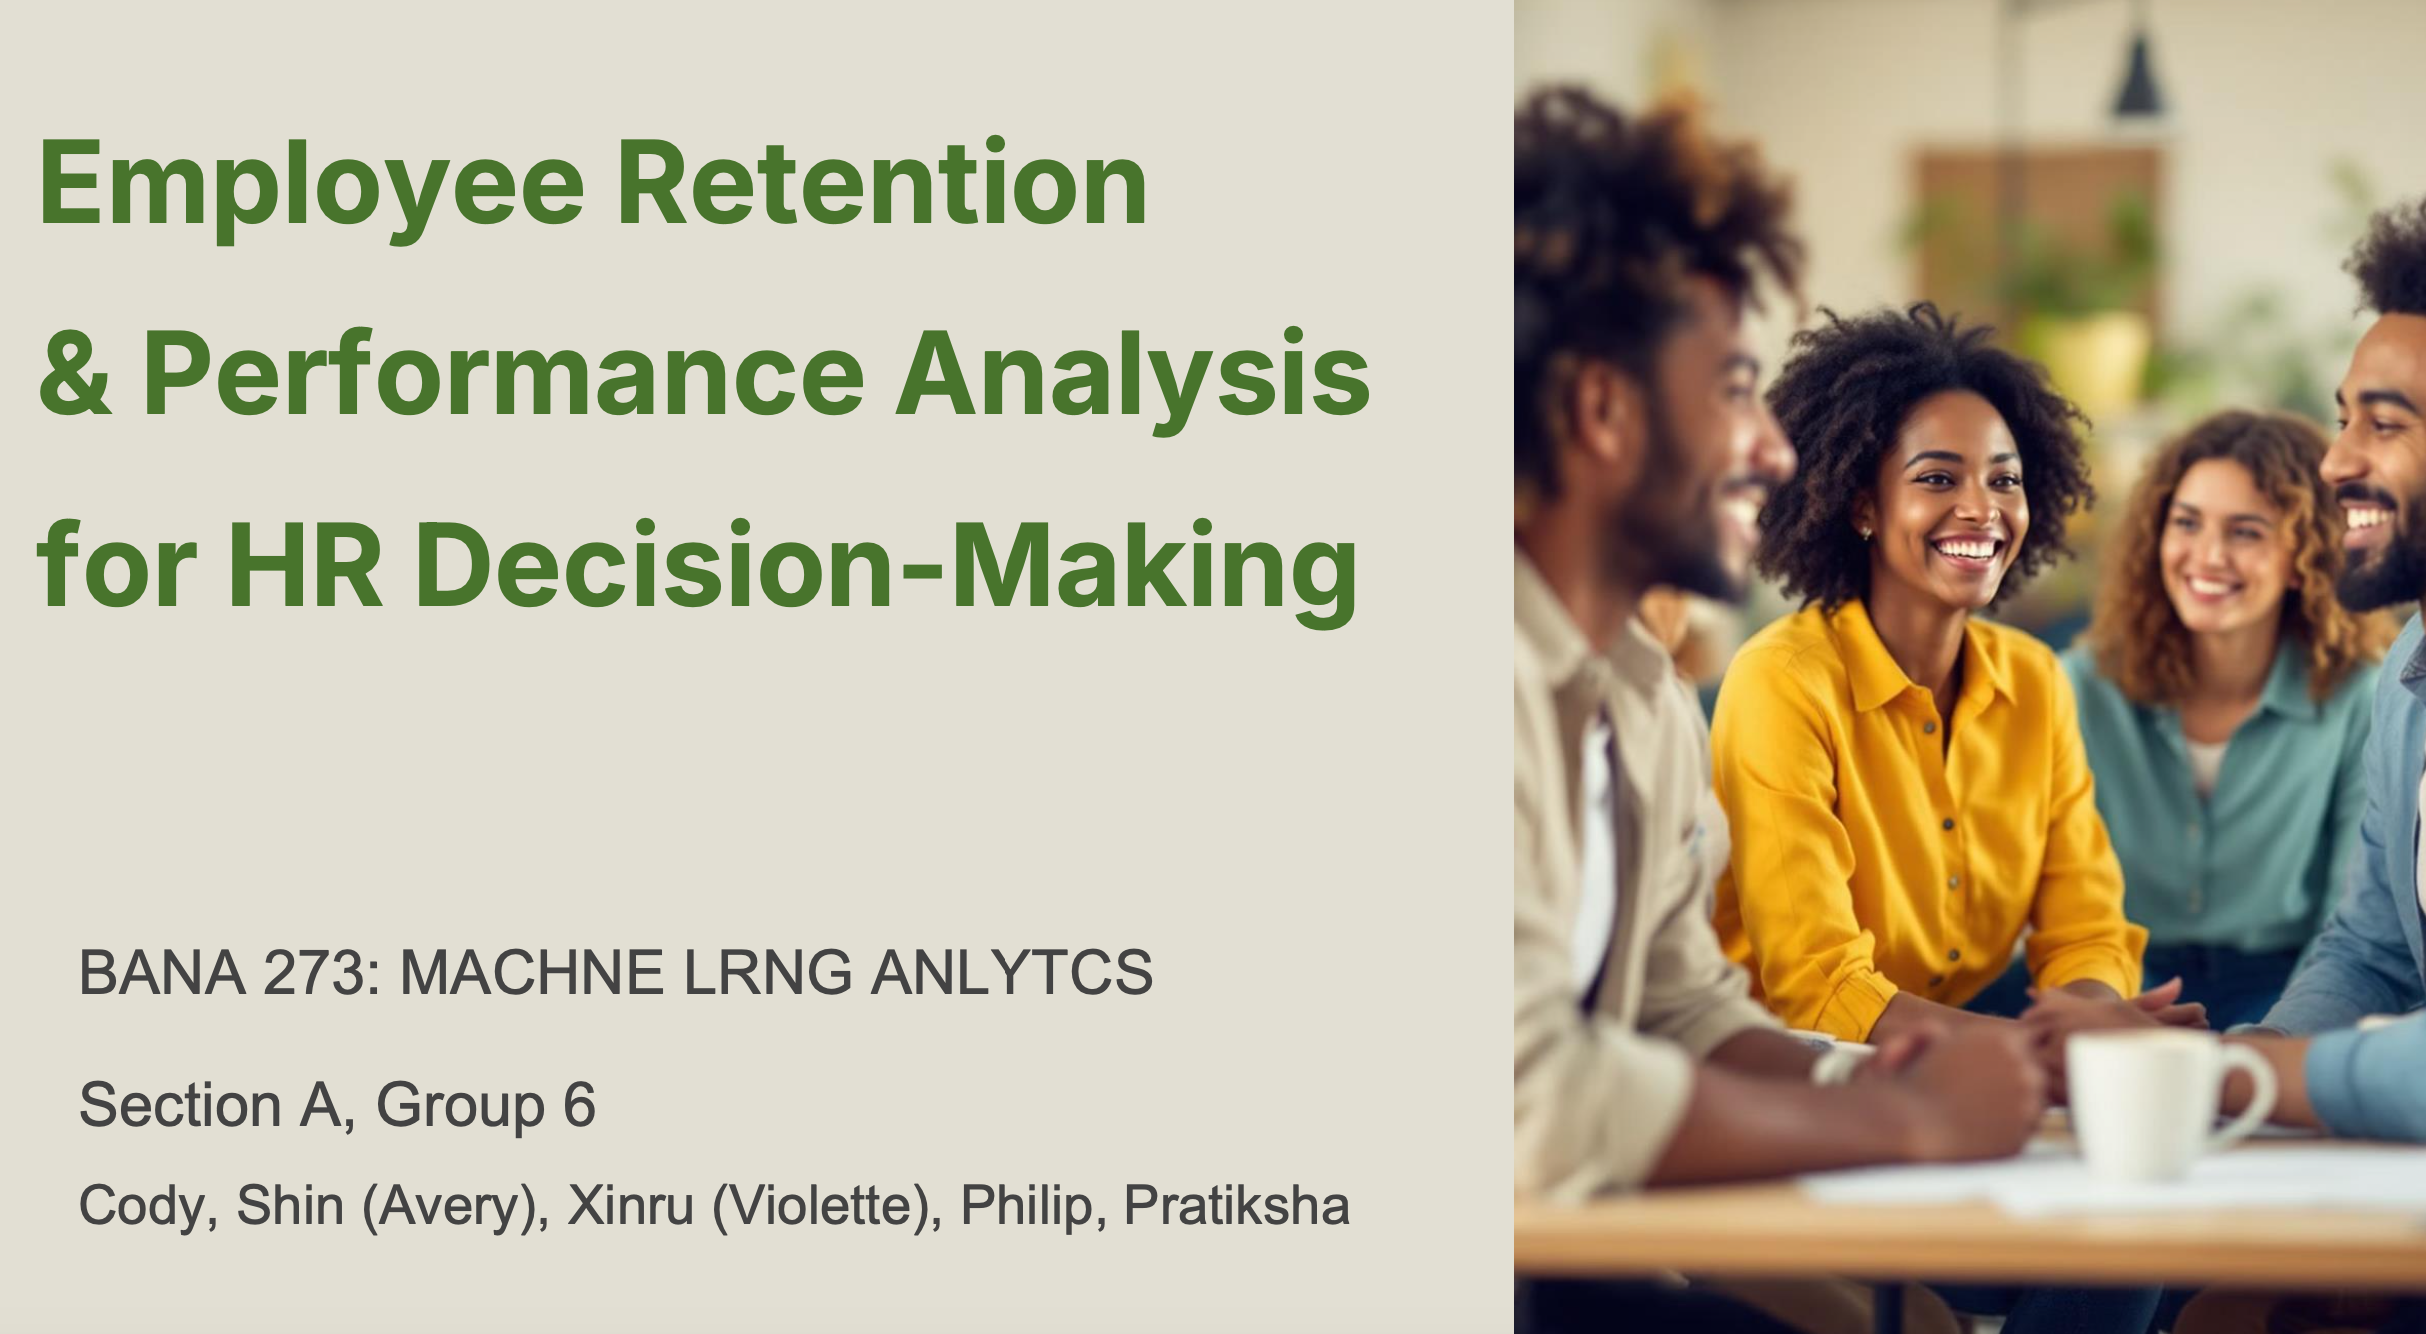 Employee Retention
& Performance Analysis
for HR Decision-Making
BANA 273: MACHNE LRNG ANLYTCS
Section A, Group 6
Cody, Shin (Avery), Xinru (Violette), Philip, Pratiksha